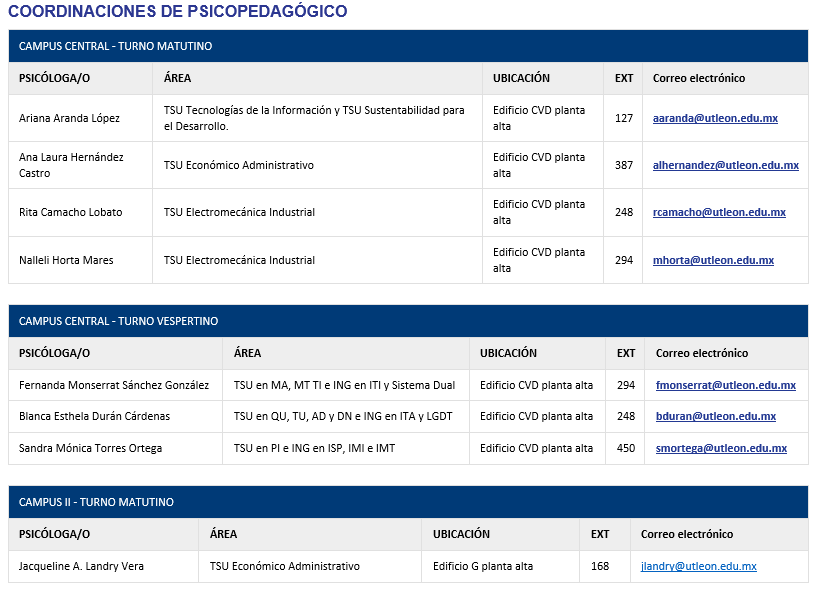 COORDINACIONES DE PSICOPEDAGÓGICO
CAMPUS CENTRAL - TURNO MATUTINO
PSICÓLOGA/O ÁREA UBICACIÓN EXT Correo electrónico
Ariana Aranda López TSU Tecnologías de la Información y TSU Sustentabilidad para el Desarrollo. Edificio CVD planta alta 127 aaranda@utleon.edu.mx
Ana Laura Hernández Castro TSU Económico Administrativo Edificio CVD planta alta 387 alhernandez@utleon.edu.mx
Rita Camacho Lobato TSU Electromecánica Industrial Edificio CVD planta alta 248 rcamacho@utleon.edu.mx
Nalleli Horta Mares TSU Electromecánica Industrial Edificio CVD planta alta 294 mhorta@utleon.edu.mx
CAMPUS CENTRAL - TURNO VESPERTINO
PSICÓLOGA/O ÁREA UBICACIÓN EXT Correo electrónico
Fernanda Monserrat Sánchez González TSU en MA, MT TI e ING en ITI y Sistema Dual Edificio CVD planta alta 294 fmonserrat@utleon.edu.mx
Blanca Esthela Durán Cárdenas TSU en QU, TU, AD y DN e ING en ITA y LGDT Edificio CVD planta alta 248 bduran@utleon.edu.mx
Sandra Mónica Torres Ortega TSU en PI e ING en ISP, IMI e IMT Edificio CVD planta alta 450 smortega@utleon.edu.mx
CAMPUS II - TURNO MATUTINO
PSICÓLOGA/O ÁREA UBICACIÓN EXT Correo electrónico
Jacqueline A. Landry Vera TSU Económico Administrativo Edificio G planta alta 168 jlandry@utleon.edu.mx